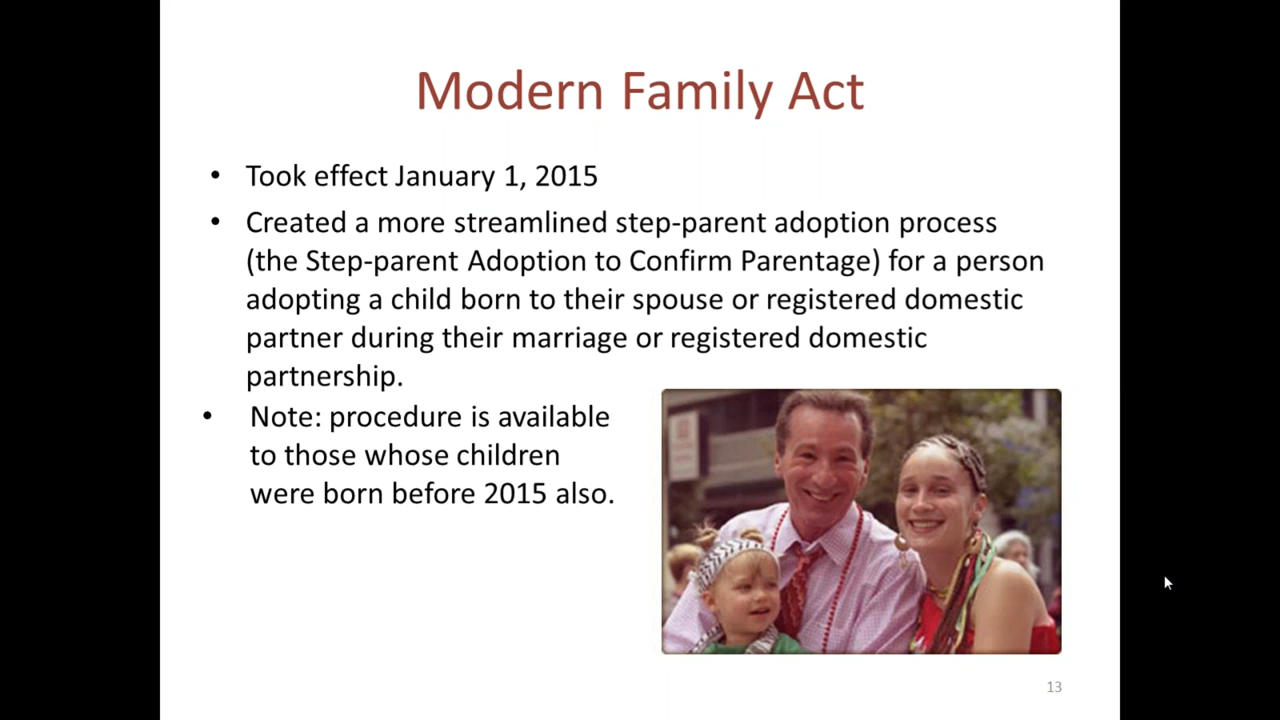 Modern Family Act
• Took effect January 1, 2015
• Created a more streamlined step-parent adoption process
(the Step-parent Adoption to Confirm Parentage) for a person
adopting a child born to their spouse or registered domestic
partner during their marriage or registered domestic
partnership.
• Note: procedure is available
to those whose children
were born before 2015 also.
13